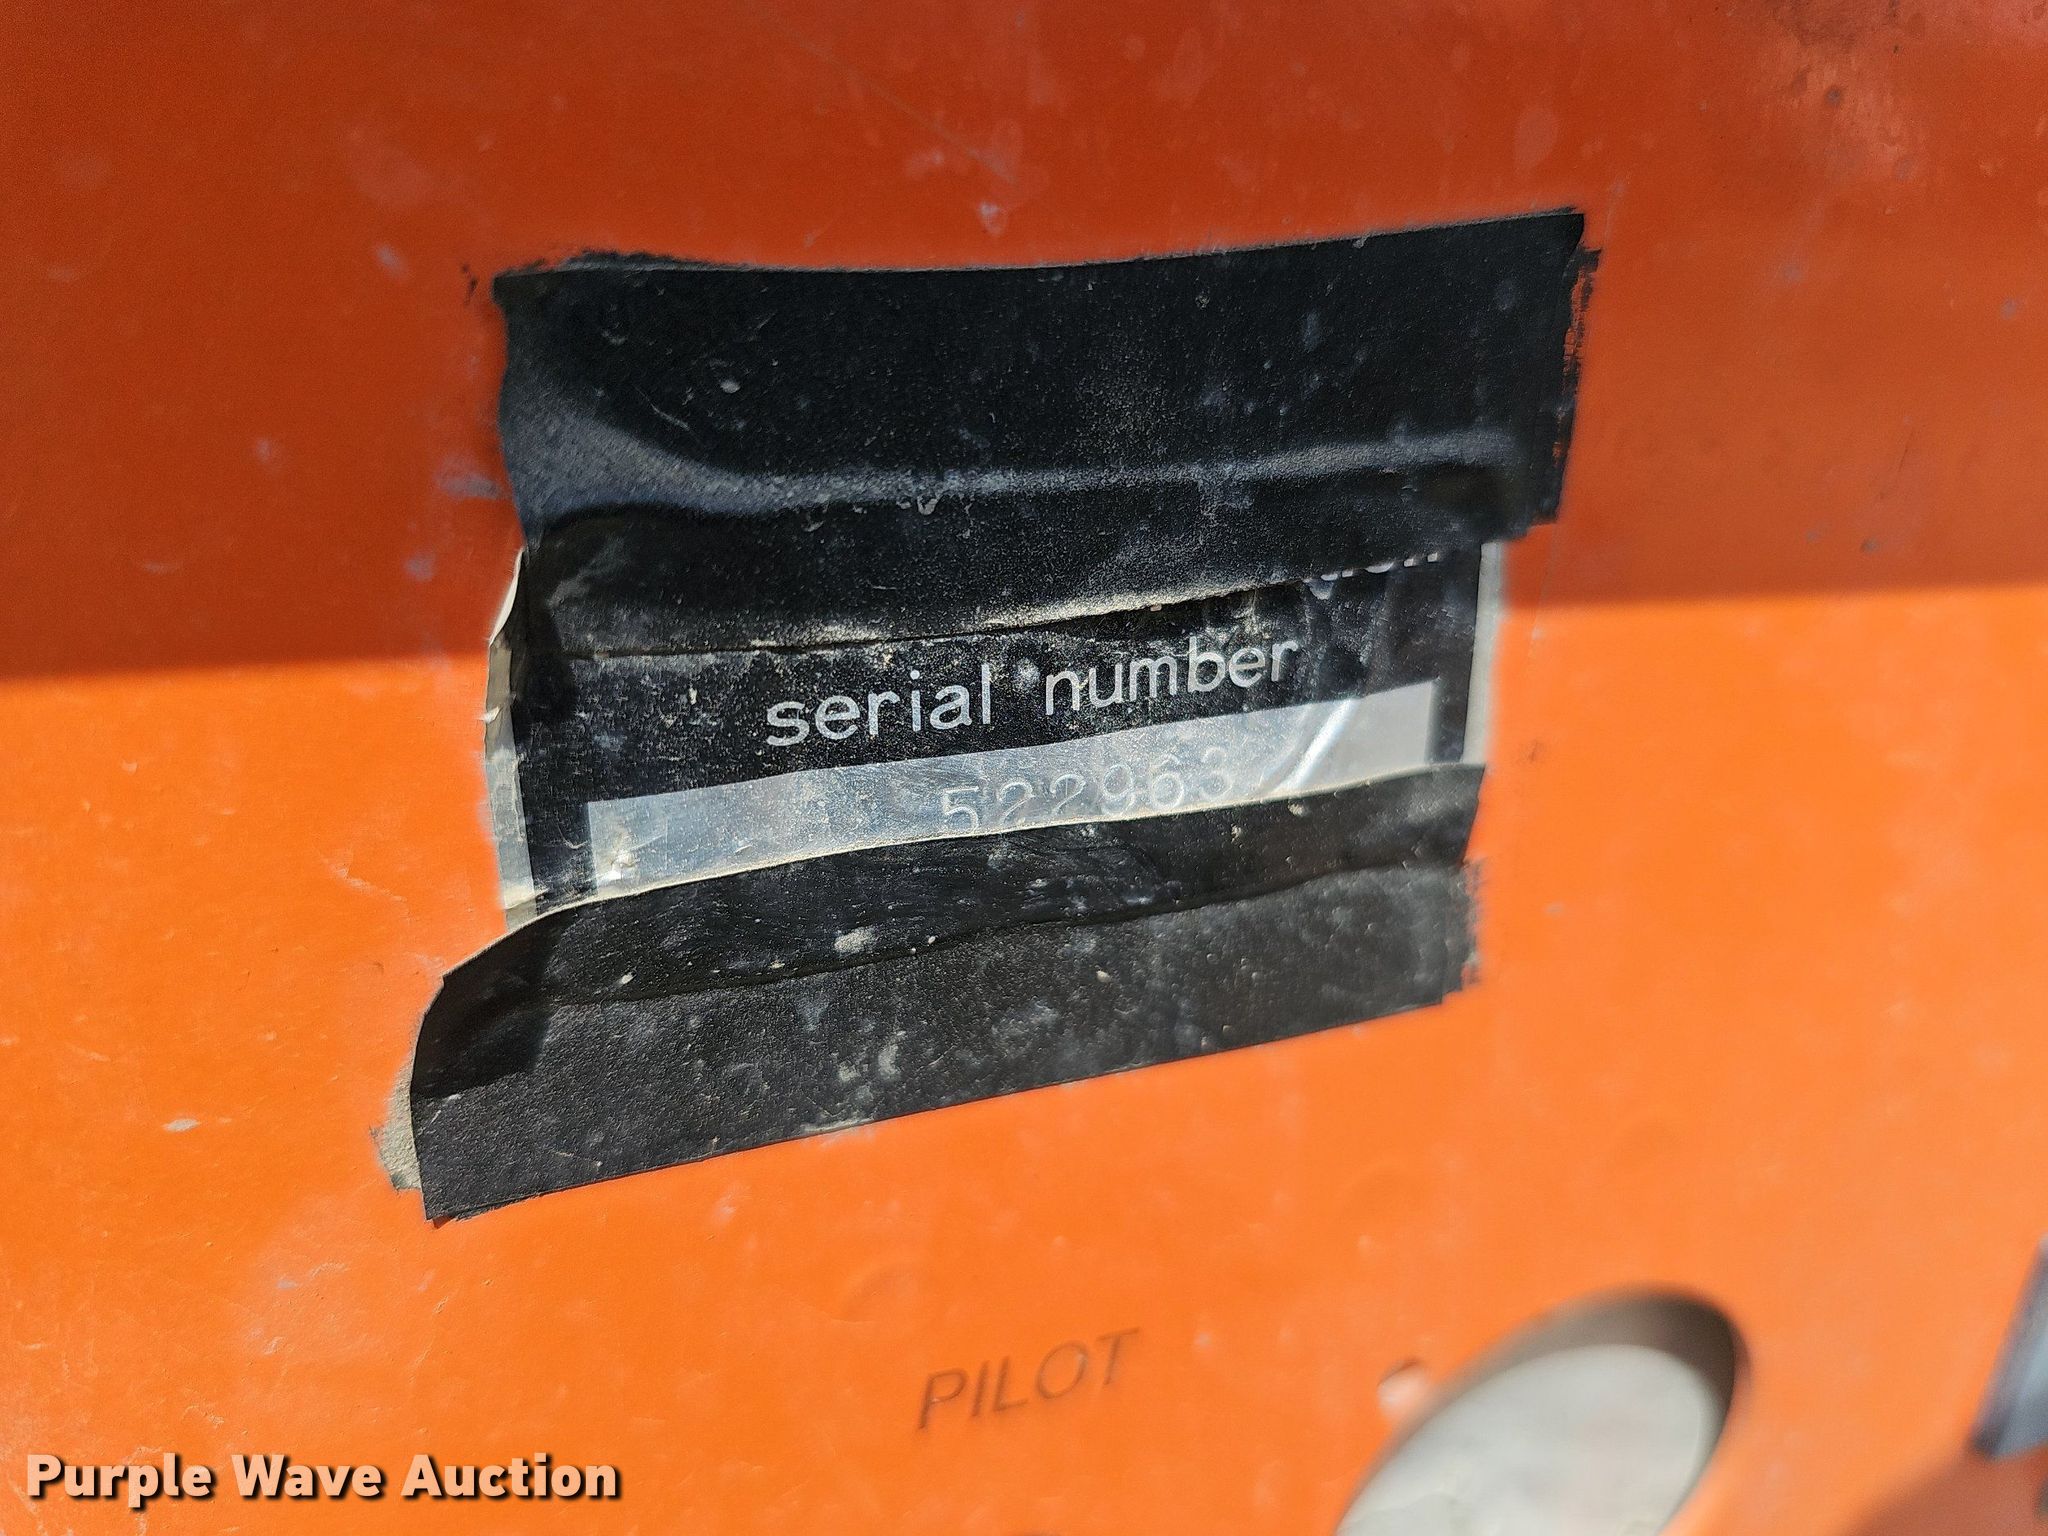 serial number
522963
PILOT
Purple Wave Auction